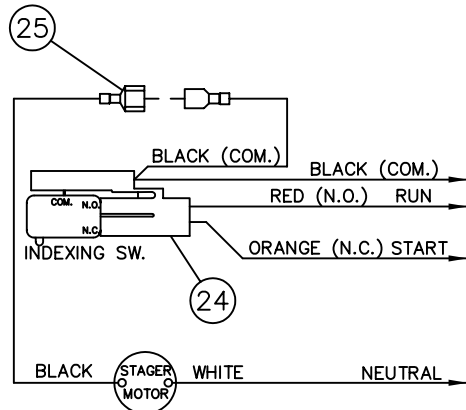 25
BLACK (COM.)
BLACK (COM.)
COM.
N.O.
RED (N.O.) RUN
N.C.
INDEXING SW.
ORANGE (N.C.) START
24
BLACK
STAGER
MOTOR
WHITE
NEUTRAL